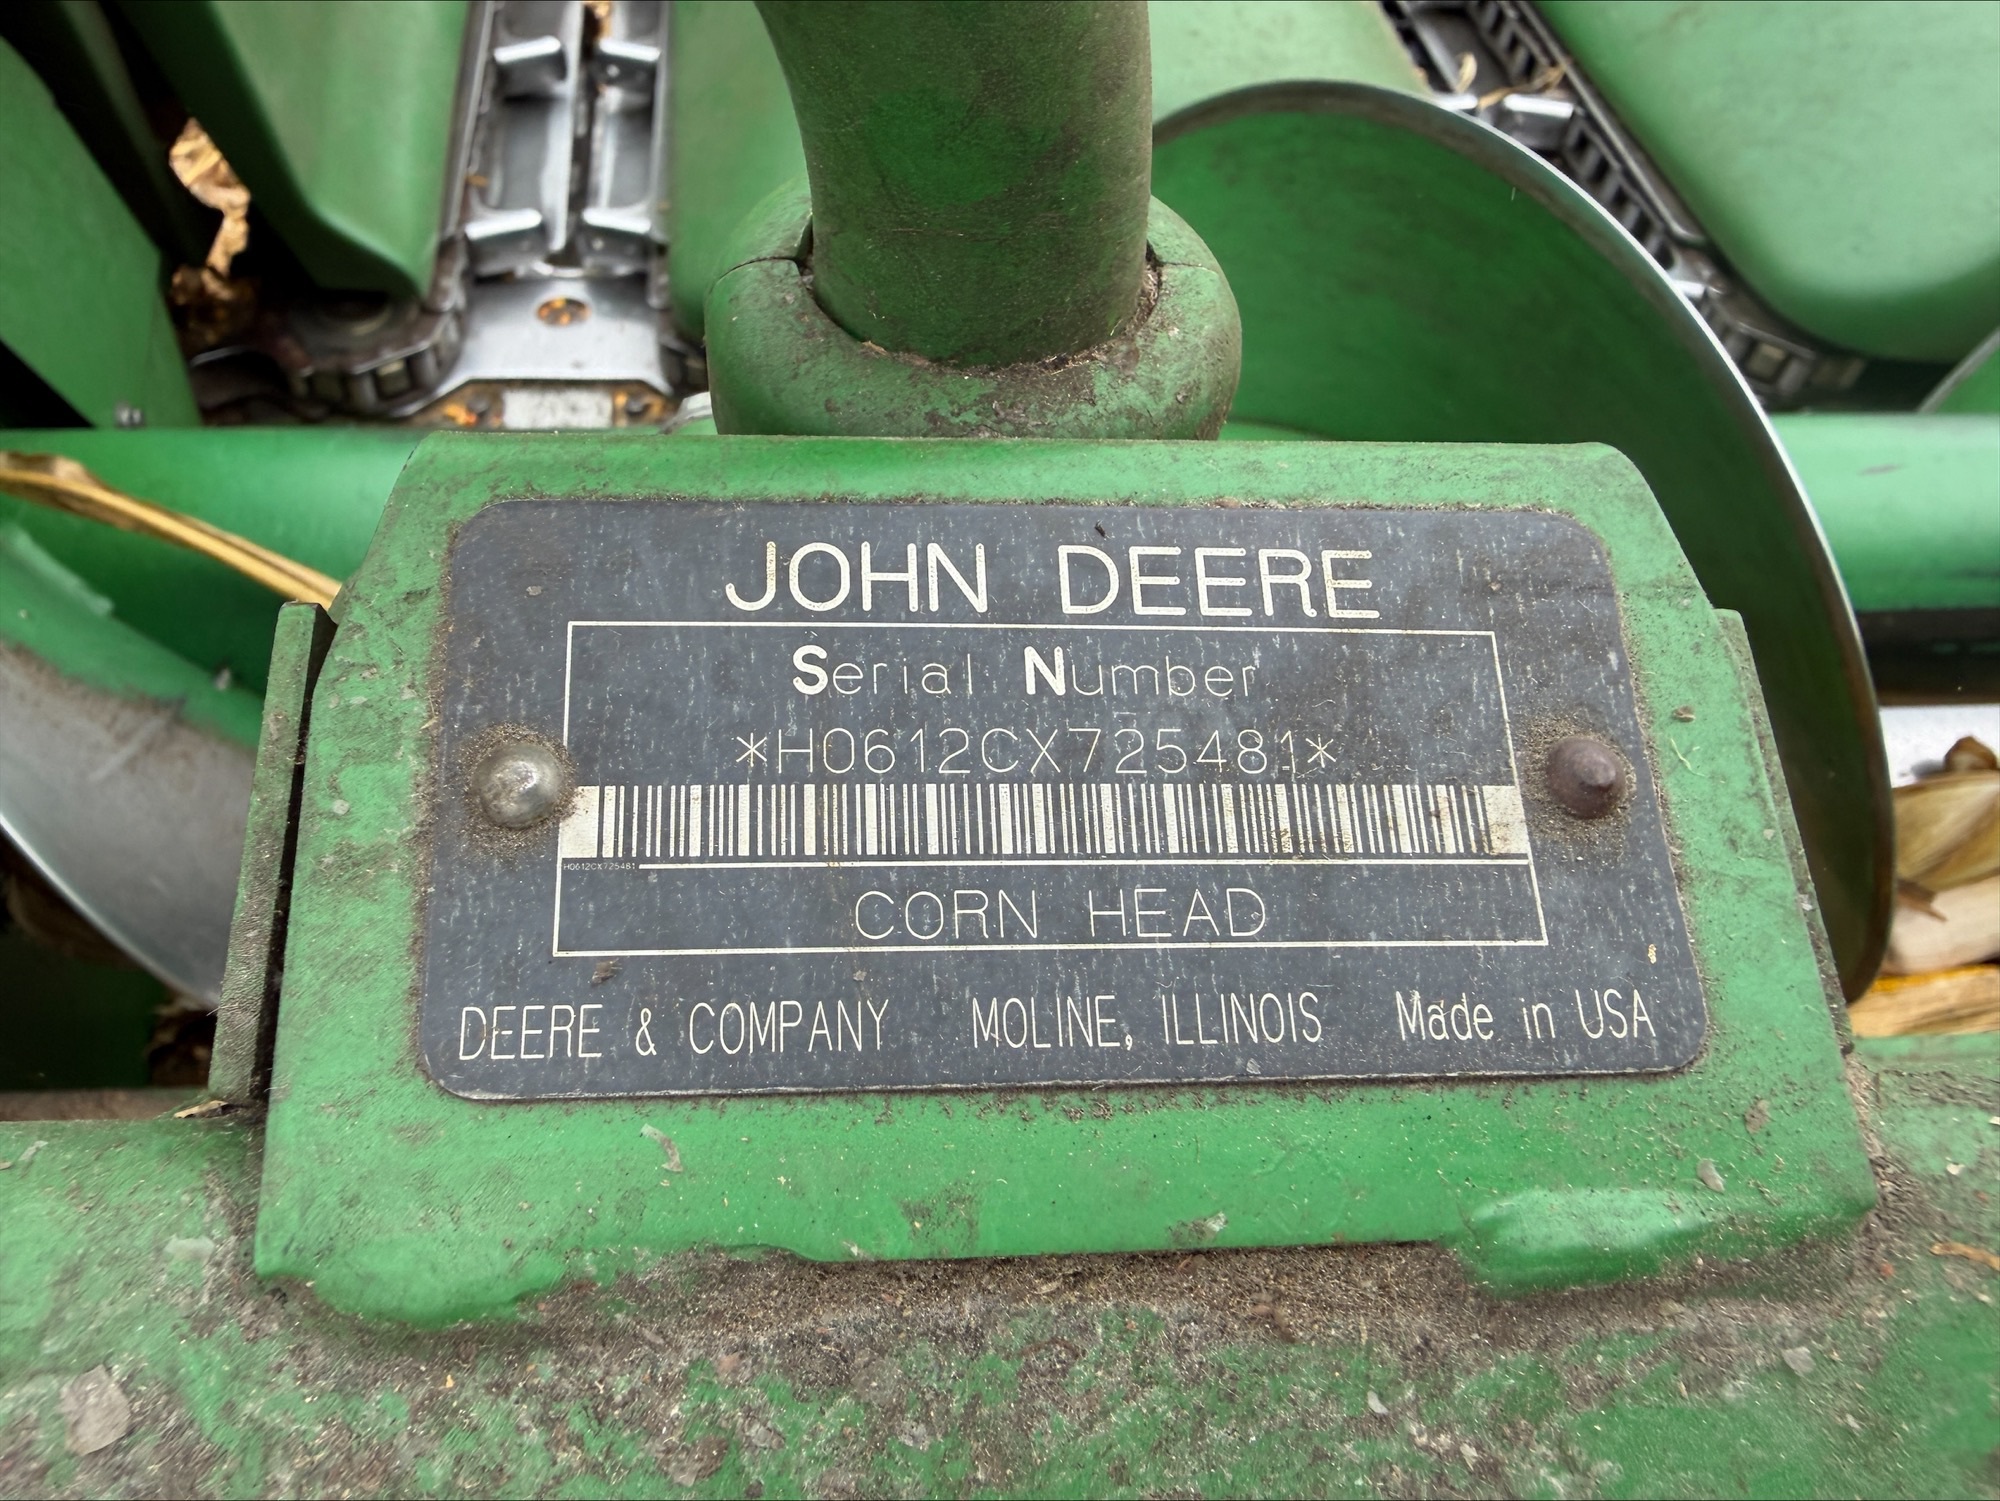 JOHN DEERE
Serial Number
*H0612CX725481*
H0612CX725481
CORN HEAD
DEERE & COMPANY MOLINE, ILLINOIS Made in USA